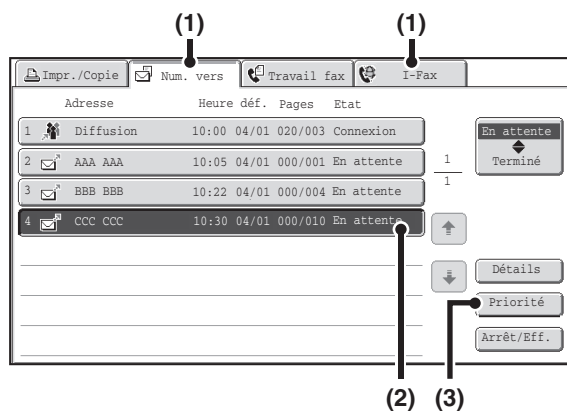 (1) (1)
Impr./Copie Num. vers Travail fax I-Fax
Adresse Heure déf. Pages Etat
1 Diffusion 10:00 04/01 020/003 Connexion
En attente
Terminé
2 AAA AAA 10:05 04/01 000/001 En attente
1
1
3 BBB BBB 10:22 04/01 000/004 En attente
4 CCC CCC 10:30 04/01 000/010 En attente
Détails
Priorité
Arrêt/Eff.
(2) (3)